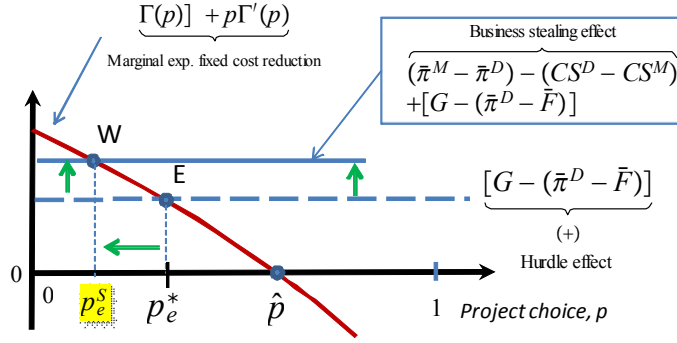 Γ(p)] + pΓ′(p)
Marginal exp. fixed cost reduction
Business stealing effect
(π̄^M − π̄^D) − (CS^D − CS^M)
+[G − (π̄^D − F̄)]
W
E
[G − (π̄^D − F̄)]
(+)
Hurdle effect
0
0
p_e^S
p_e^*
p̂
1
Project choice, p